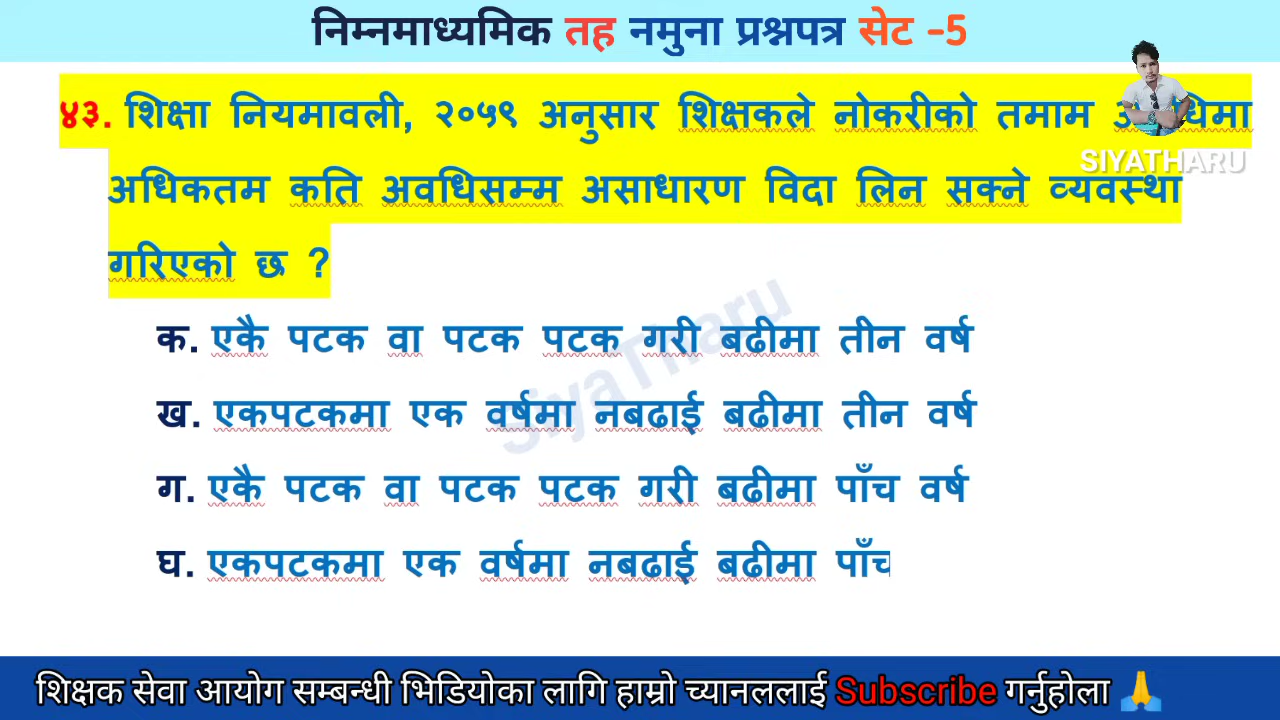 निम्नमाध्यमिक तह नमुना प्रश्नपत्र सेट -5
४३. शिक्षा नियमावली, २०५९ अनुसार शिक्षकले नोकरीको तमाम
SIYATHARU
अधिकतम कति अवधिसम्म असाधारण विदा लिन सक्ने व्यवस्था
गरिएको छ ?
क. एकै पटक वा पटक पटक गरी बढीमा तीन वर्ष
ख. एकपटकमा एक वर्षमा नबढाई बढीमा तीन वर्ष
ग. एकै पटक वा पटक पटक गरी बढीमा पाँच वर्ष
घ. एकपटकमा एक वर्षमा नबढाई बढीमा पाँच
SiyaTharu
शिक्षक सेवा आयोग सम्बन्धी भिडियोका लागि हाम्रो च्यानललाई Subscribe गर्नुहोला 🙏